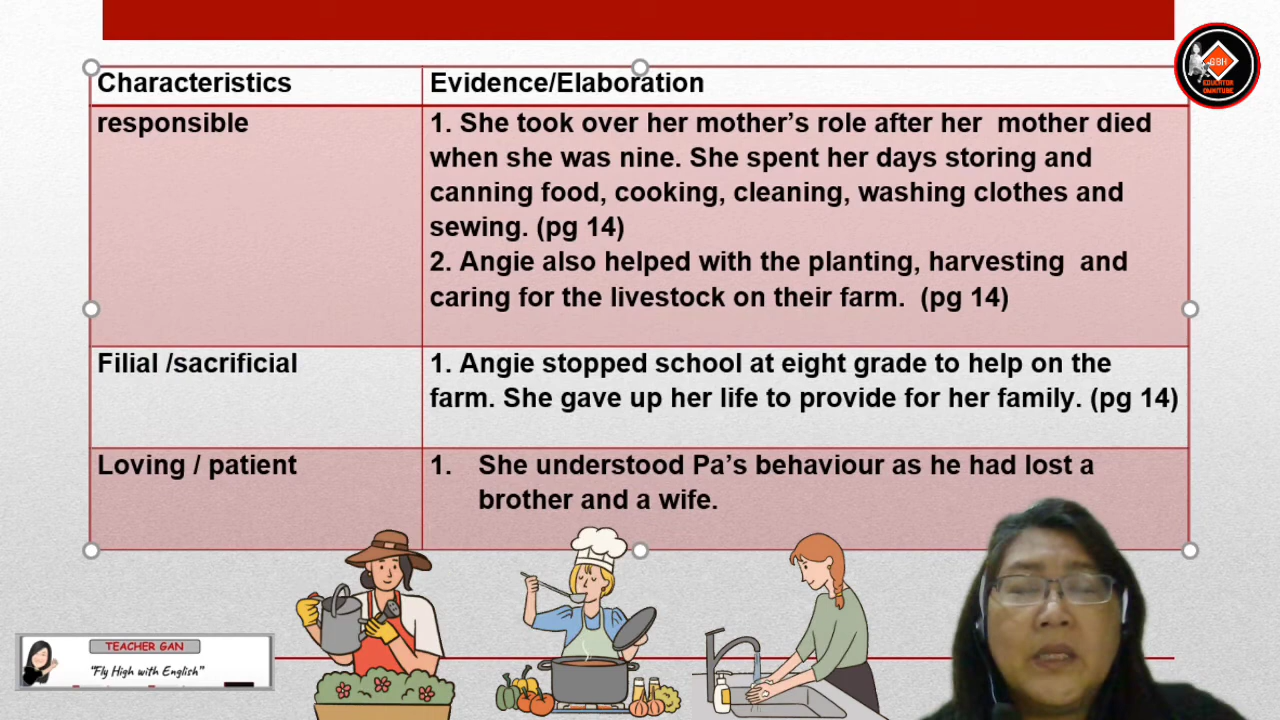 Characteristics
Evidence/Elaboration
responsible
1. She took over her mother’s role after her mother died
when she was nine. She spent her days storing and
canning food, cooking, cleaning, washing clothes and
sewing. (pg 14)
2. Angie also helped with the planting, harvesting and
caring for the livestock on their farm. (pg 14)
Filial /sacrificial
1. Angie stopped school at eight grade to help on the
farm. She gave up her life to provide for her family. (pg 14)
Loving / patient
1. She understood Pa’s behaviour as he had lost a
brother and a wife.
GBH
EDUCATOR
OMNITUBE
TEACHER GAN
"Fly High with English"